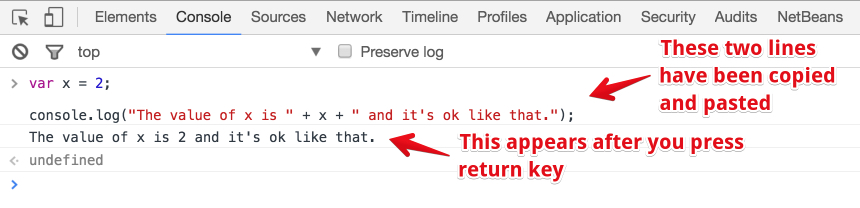 Elements Console Sources Network Timeline Profiles Application Security Audits NetBeans
top Preserve log
These two lines
have been copied
and pasted
> var x = 2;
console.log("The value of x is " + x + " and it's ok like that.");
The value of x is 2 and it's ok like that.
This appears after you press
return key
undefined
>